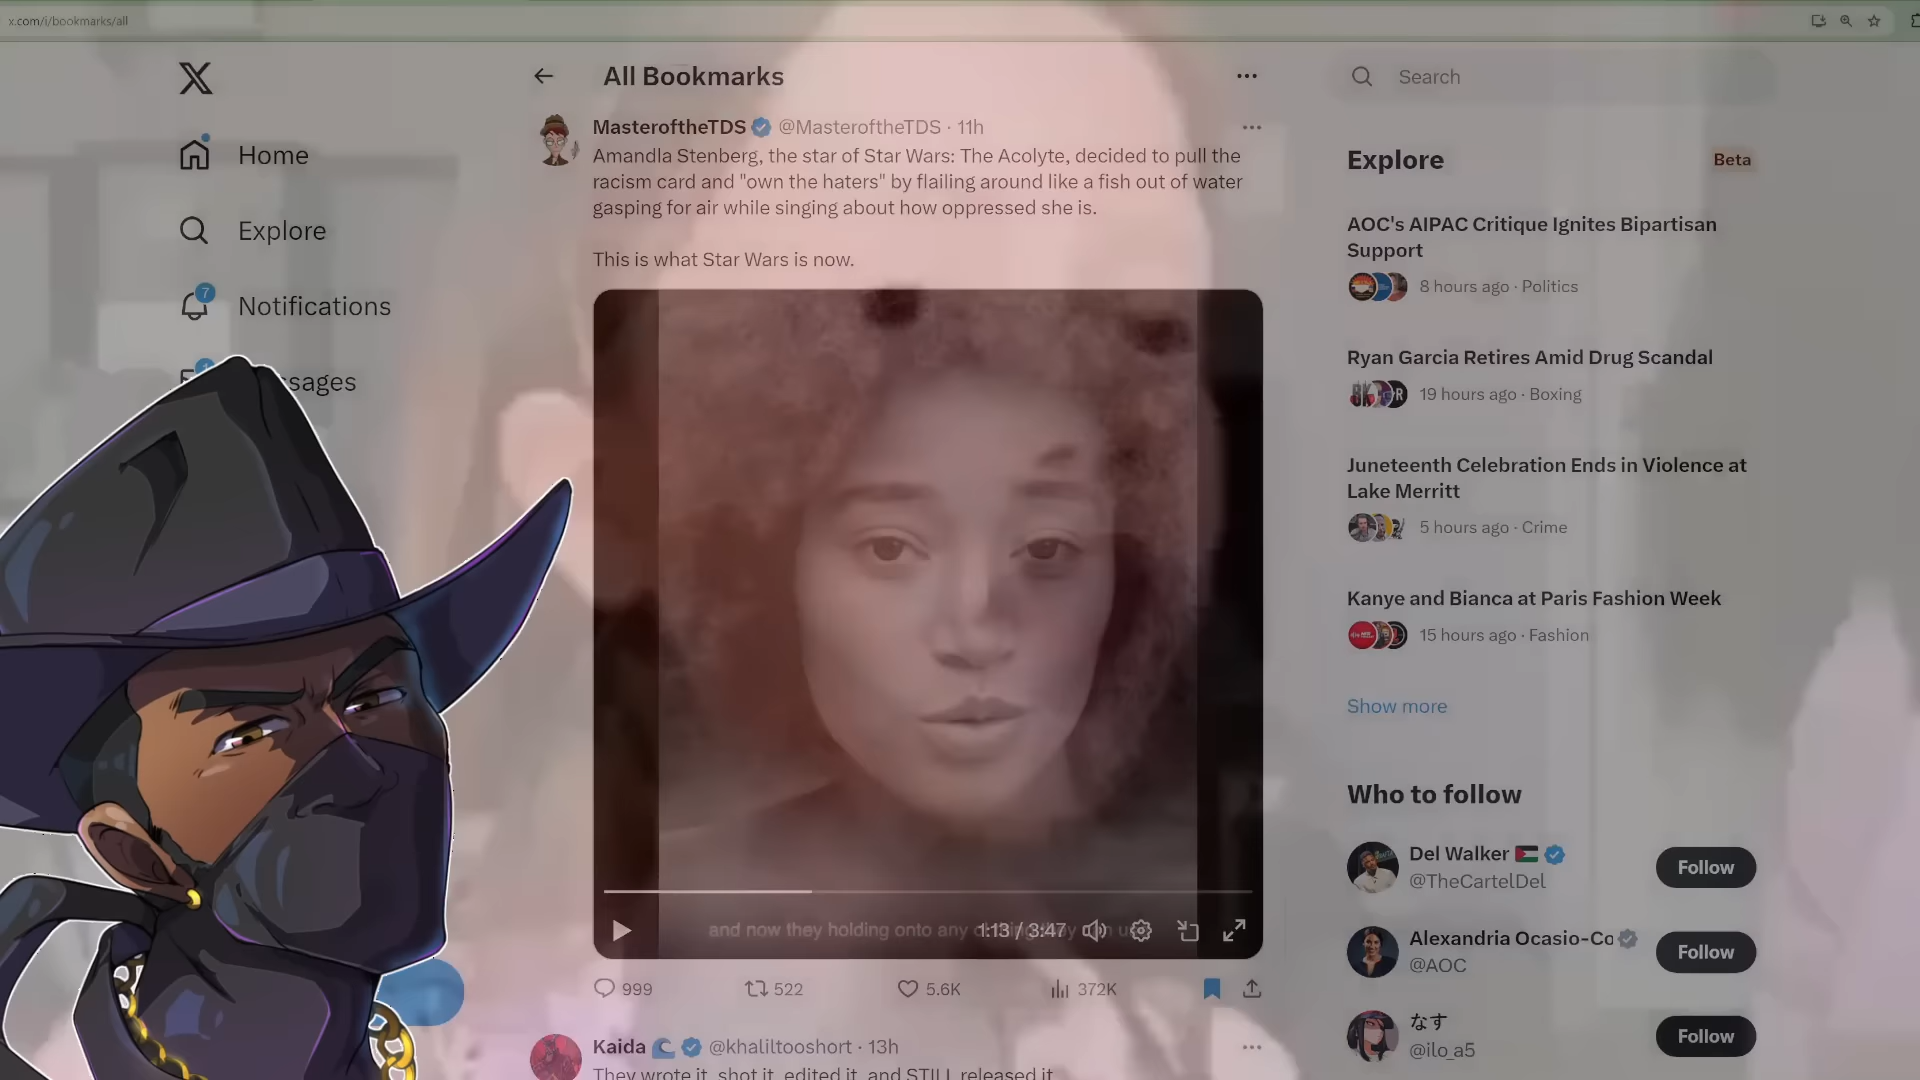 x.com/i/bookmarks/all
All Bookmarks
Search
MasteroftheTDS @MasteroftheTDS · 11h
Amandla Stenberg, the star of Star Wars: The Acolyte, decided to pull the
racism card and "own the haters" by flailing around like a fish out of water
gasping for air while singing about how oppressed she is.
This is what Star Wars is now.
Home
Explore
7
Notifications
ssages
and now they holding onto any
1:13 / 3:47
999
522
5.6K
372K
Kaida @khaliltooshort · 13h
They wrote it, shot it, edited it, and STILL released it
Explore
Beta
AOC's AIPAC Critique Ignites Bipartisan
Support
8 hours ago · Politics
Ryan Garcia Retires Amid Drug Scandal
19 hours ago · Boxing
Juneteenth Celebration Ends in Violence at
Lake Merritt
5 hours ago · Crime
Kanye and Bianca at Paris Fashion Week
15 hours ago · Fashion
Show more
Who to follow
Del Walker
@TheCartelDel
Follow
Alexandria Ocasio-Co
@AOC
Follow
なす
@ilo_a5
Follow